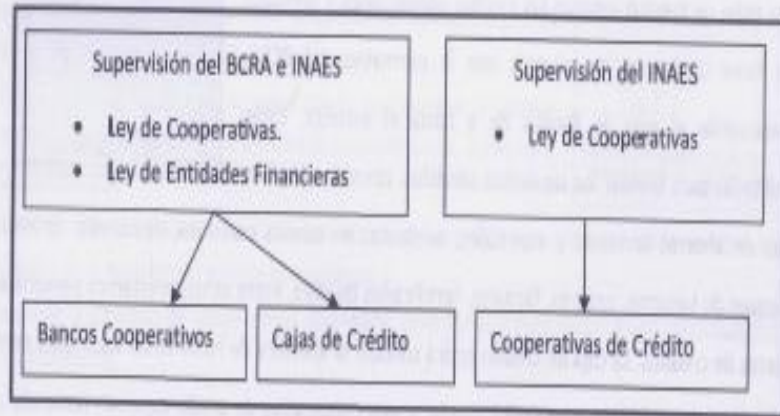 Supervisión del BCRA e INAES
• Ley de Cooperativas.
• Ley de Entidades Financieras
Supervisión del INAES
• Ley de Cooperativas
Bancos Cooperativos
Cajas de Crédito
Cooperativas de Crédito